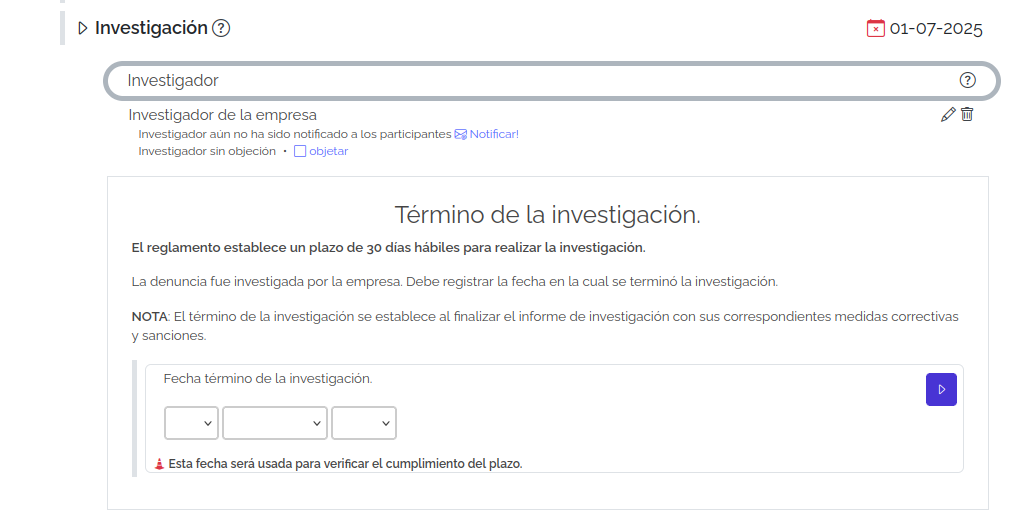 Investigación ?
01-07-2025
Investigador ?
Investigador de la empresa
Investigador aún no ha sido notificado a los participantes Notificar!
Investigador sin objeción • objetar
Término de la investigación.
El reglamento establece un plazo de 30 días hábiles para realizar la investigación.
La denuncia fue investigada por la empresa. Debe registrar la fecha en la cual se terminó la investigación.
NOTA: El término de la investigación se establece al finalizar el informe de investigación con sus correspondientes medidas correctivas
y sanciones.
Fecha término de la investigación.
Esta fecha será usada para verificar el cumplimiento del plazo.